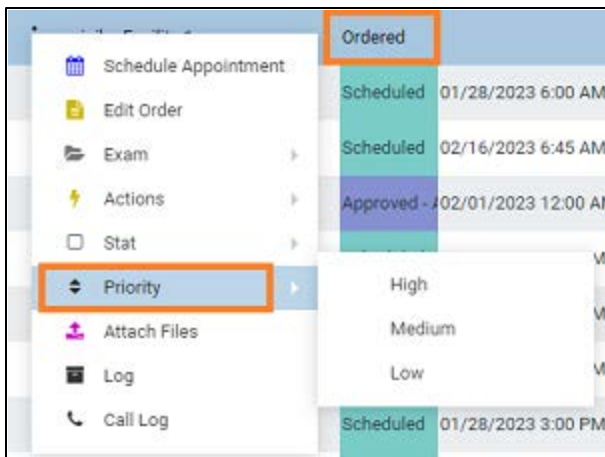 Ordered
Schedule Appointment
Scheduled 01/28/2023 6:00 AM
Edit Order
Exam
Scheduled 02/16/2023 6:45 AM
Actions
Approved - 02/01/2023 12:00
Stat
Priority
High
Medium
Attach Files
Low
Log
Call Log
Scheduled 01/28/2023 3:00 PM